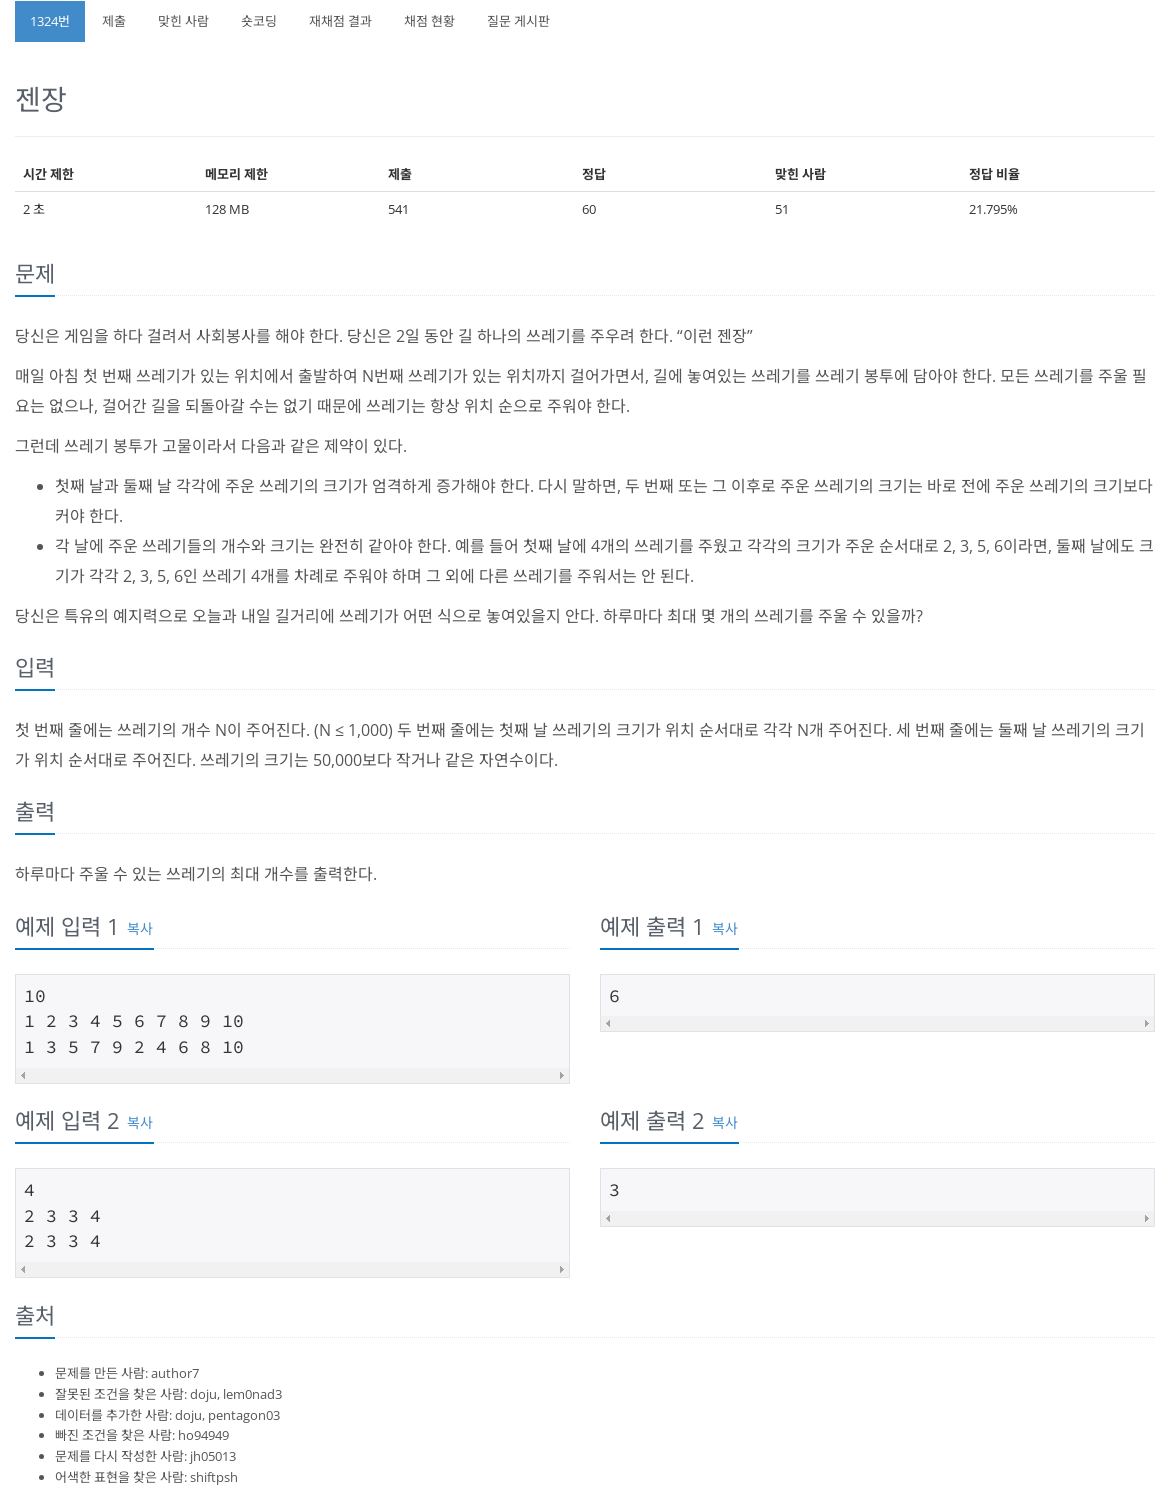 1324번 제출 맞힌 사람 숏코딩 재채점 결과 채점 현황 질문 게시판
젠장
시간 제한 메모리 제한 제출 정답 맞힌 사람 정답 비율
2 초 128 MB 541 60 51 21.795%
문제
당신은 게임을 하다 걸려서 사회봉사를 해야 한다. 당신은 2일 동안 길 하나의 쓰레기를 주우려 한다. “이런 젠장”
매일 아침 첫 번째 쓰레기가 있는 위치에서 출발하여 N번째 쓰레기가 있는 위치까지 걸어가면서, 길에 놓여있는 쓰레기를 쓰레기 봉투에 담아야 한다. 모든 쓰레기를 주울 필
요는 없으나, 걸어간 길을 되돌아갈 수는 없기 때문에 쓰레기는 항상 위치 순으로 주워야 한다.
그런데 쓰레기 봉투가 고물이라서 다음과 같은 제약이 있다.
첫째 날과 둘째 날 각각에 주운 쓰레기의 크기가 엄격하게 증가해야 한다. 다시 말하면, 두 번째 또는 그 이후로 주운 쓰레기의 크기는 바로 전에 주운 쓰레기의 크기보다
커야 한다.
각 날에 주운 쓰레기들의 개수와 크기는 완전히 같아야 한다. 예를 들어 첫째 날에 4개의 쓰레기를 주웠고 각각의 크기가 주운 순서대로 2, 3, 5, 6이라면, 둘째 날에도 크
기가 각각 2, 3, 5, 6인 쓰레기 4개를 차례로 주워야 하며 그 외에 다른 쓰레기를 주워서는 안 된다.
당신은 특유의 예지력으로 오늘과 내일 길거리에 쓰레기가 어떤 식으로 놓여있을지 안다. 하루마다 최대 몇 개의 쓰레기를 주울 수 있을까?
입력
첫 번째 줄에는 쓰레기의 개수 N이 주어진다. (N ≤ 1,000) 두 번째 줄에는 첫째 날 쓰레기의 크기가 위치 순서대로 각각 N개 주어진다. 세 번째 줄에는 둘째 날 쓰레기의 크기
가 위치 순서대로 주어진다. 쓰레기의 크기는 50,000보다 작거나 같은 자연수이다.
출력
하루마다 주울 수 있는 쓰레기의 최대 개수를 출력한다.
예제 입력 1 복사
10
1 2 3 4 5 6 7 8 9 10
1 3 5 7 9 2 4 6 8 10
예제 출력 1 복사
6
예제 입력 2 복사
4
2 3 3 4
2 3 3 4
예제 출력 2 복사
3
출처
문제를 만든 사람: author7
잘못된 조건을 찾은 사람: doju, lem0nad3
데이터를 추가한 사람: doju, pentagon03
빠진 조건을 찾은 사람: ho94949
문제를 다시 작성한 사람: jh05013
어색한 표현을 찾은 사람: shiftpsh